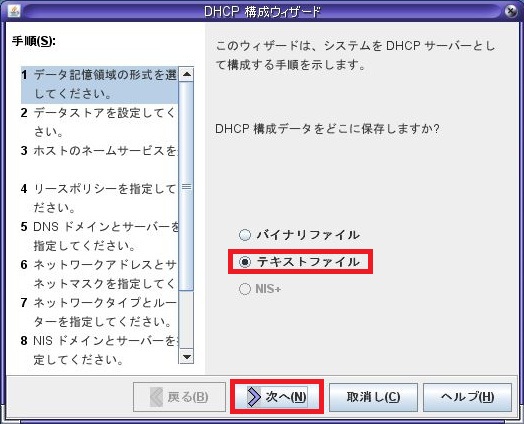 DHCP 構成ウィザード
手順(S):
1 データ記憶領域の形式を選
してください。
2 データストアを設定してく
さい。
3 ホストのネームサービスを
4 リースポリシーを指定して
ださい。
5 DNS ドメインとサーバーを
指定してください。
6 ネットワークアドレスとサ
ネットマスクを指定してく
7 ネットワークタイプとルー
ターを指定してください。
8 NIS ドメインとサーバーを
定してください。
このウィザードは、システムを DHCP サーバーとし
て構成する手順を示します。
DHCP 構成データをどこに保存しますか?
バイナリファイル
テキストファイル
NIS+
戻る(B)
次へ(N)
取消し(C)
ヘルプ(H)